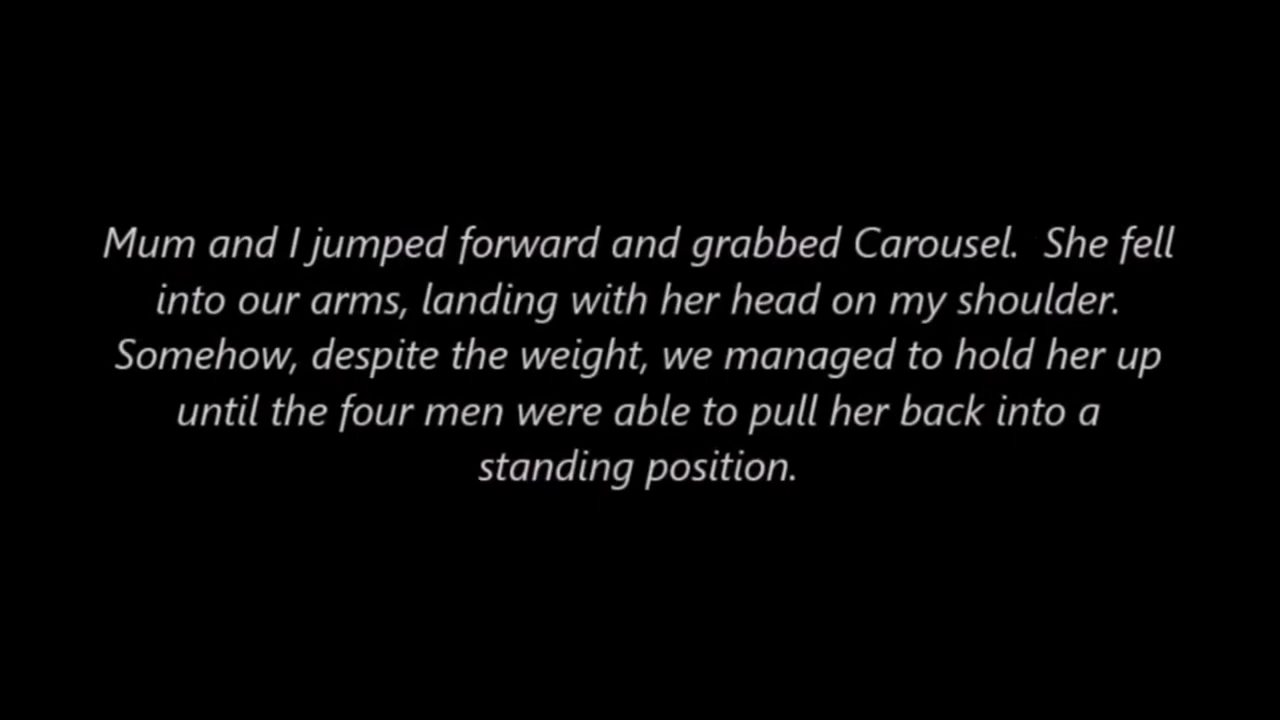 Mum and I jumped forward and grabbed Carousel.  She fell
into our arms, landing with her head on my shoulder.
Somehow, despite the weight, we managed to hold her up
until the four men were able to pull her back into a
standing position.